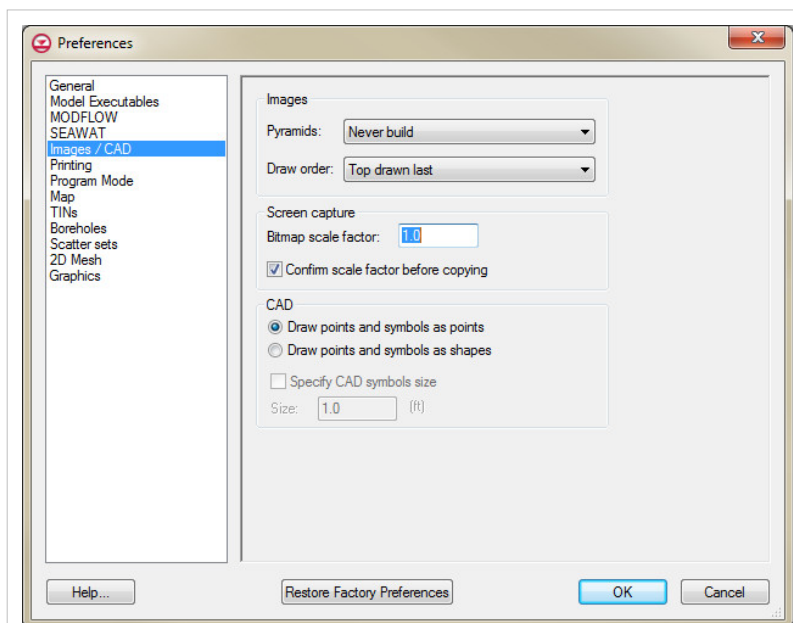 Preferences
General
Model Executables
MODFLOW
SEAWAT
Images / CAD
Printing
Program Mode
Map
TINs
Boreholes
Scatter sets
2D Mesh
Graphics
Images
Pyramids: Never build
Draw order: Top drawn last
Screen capture
Bitmap scale factor: 1.0
Confirm scale factor before copying
CAD
Draw points and symbols as points
Draw points and symbols as shapes
Specify CAD symbols size
Size: 1.0 (ft)
Help... Restore Factory Preferences OK Cancel